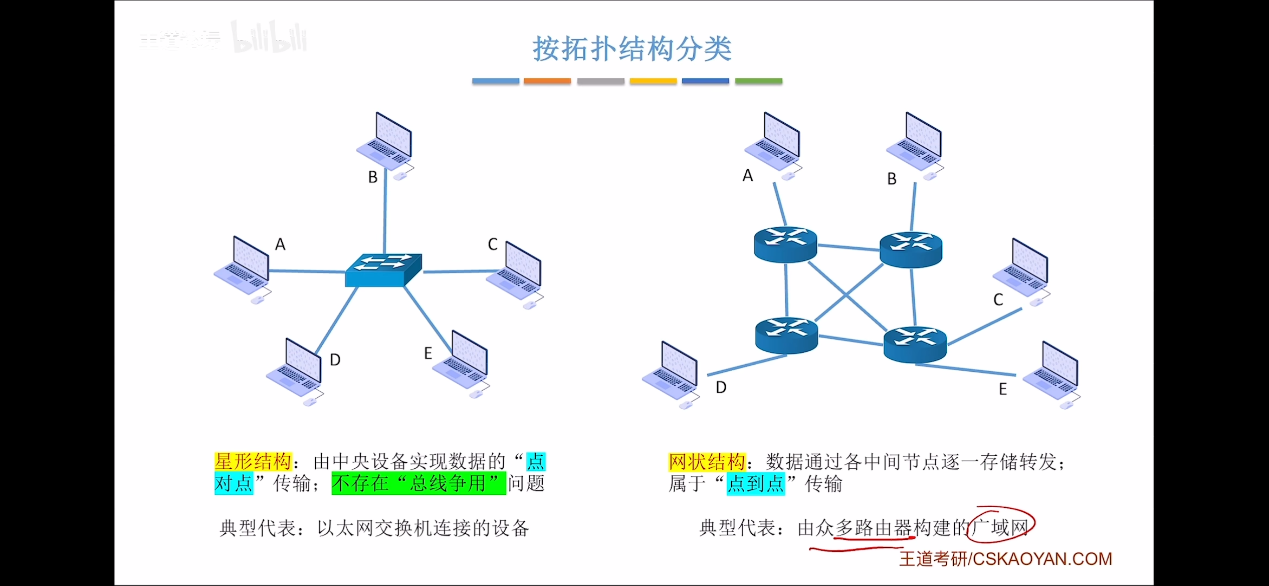 bilibili
按拓扑结构分类
B
A
C
D
E
A
B
C
D
E
星形结构：由中央设备实现数据的“点
对点”传输；不存在“总线争用”问题
典型代表：以太网交换机连接的设备
网状结构：数据通过各中间节点逐一存储转发；
属于“点到点”传输
典型代表：由众多路由器构建的广域网
王道考研/CSKAOYAN.COM